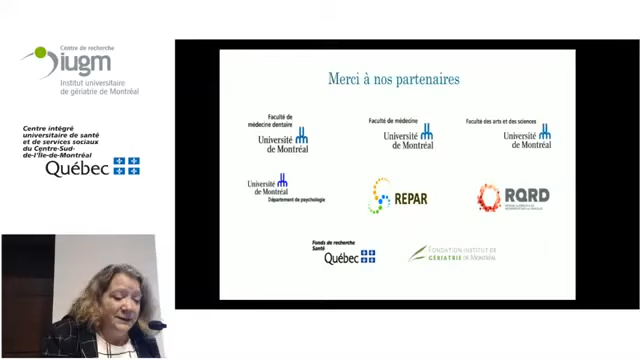 Centre de recherche
iugm
Institut universitaire
de gériatrie de Montréal
Centre intégré
universitaire de santé
et de services sociaux
du Centre-Sud-
de-l'Île-de-Montréal
Québec
Merci à nos partenaires
Faculté de
médecine dentaire
Université
de Montréal
Faculté de médecine
Université
de Montréal
Faculté des arts et des sciences
Université
de Montréal
Université
de Montréal
Département de psychologie
REPAR
RQRD
Fonds de recherche
Santé
Québec
FONDATION INSTITUT DE
GÉRIATRIE DE MONTRÉAL